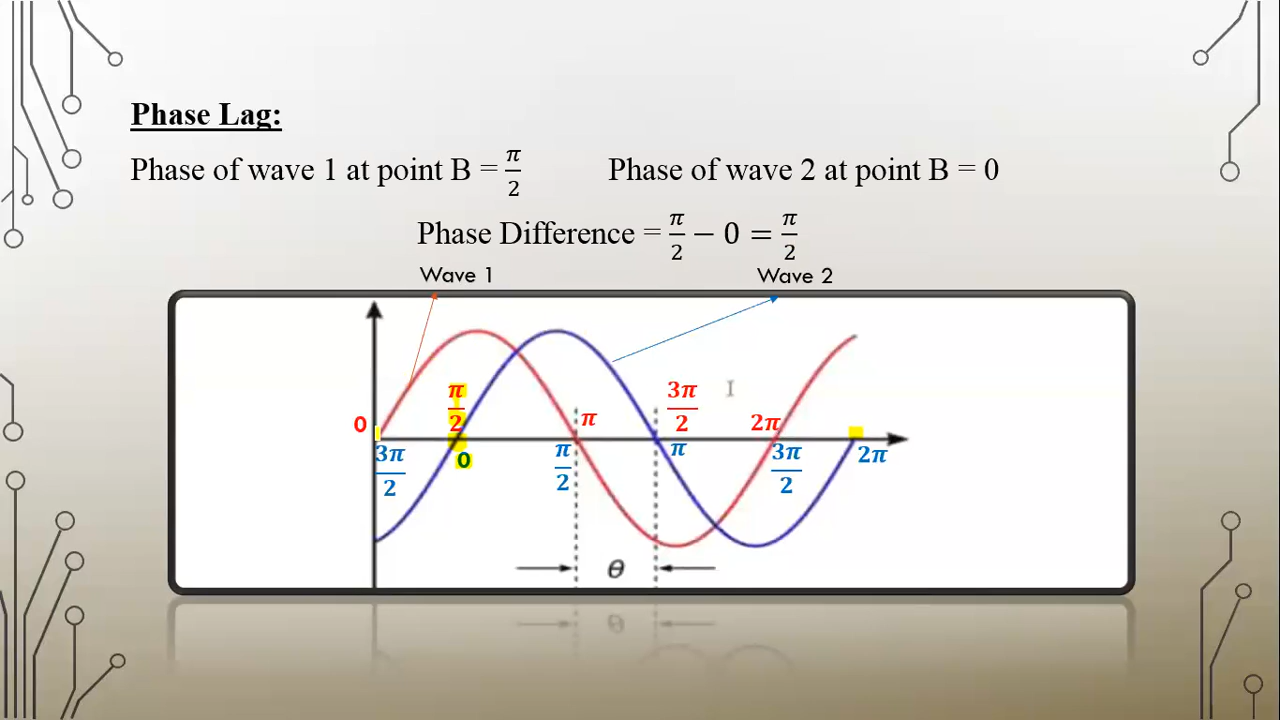 Phase Lag:
Phase of wave 1 at point B = π/2 Phase of wave 2 at point B = 0
Phase Difference = π/2 − 0 = π/2
Wave 1 Wave 2
π/2 3π/2
0 π 2π
3π/2 0 π/2 π 3π/2 2π
θ